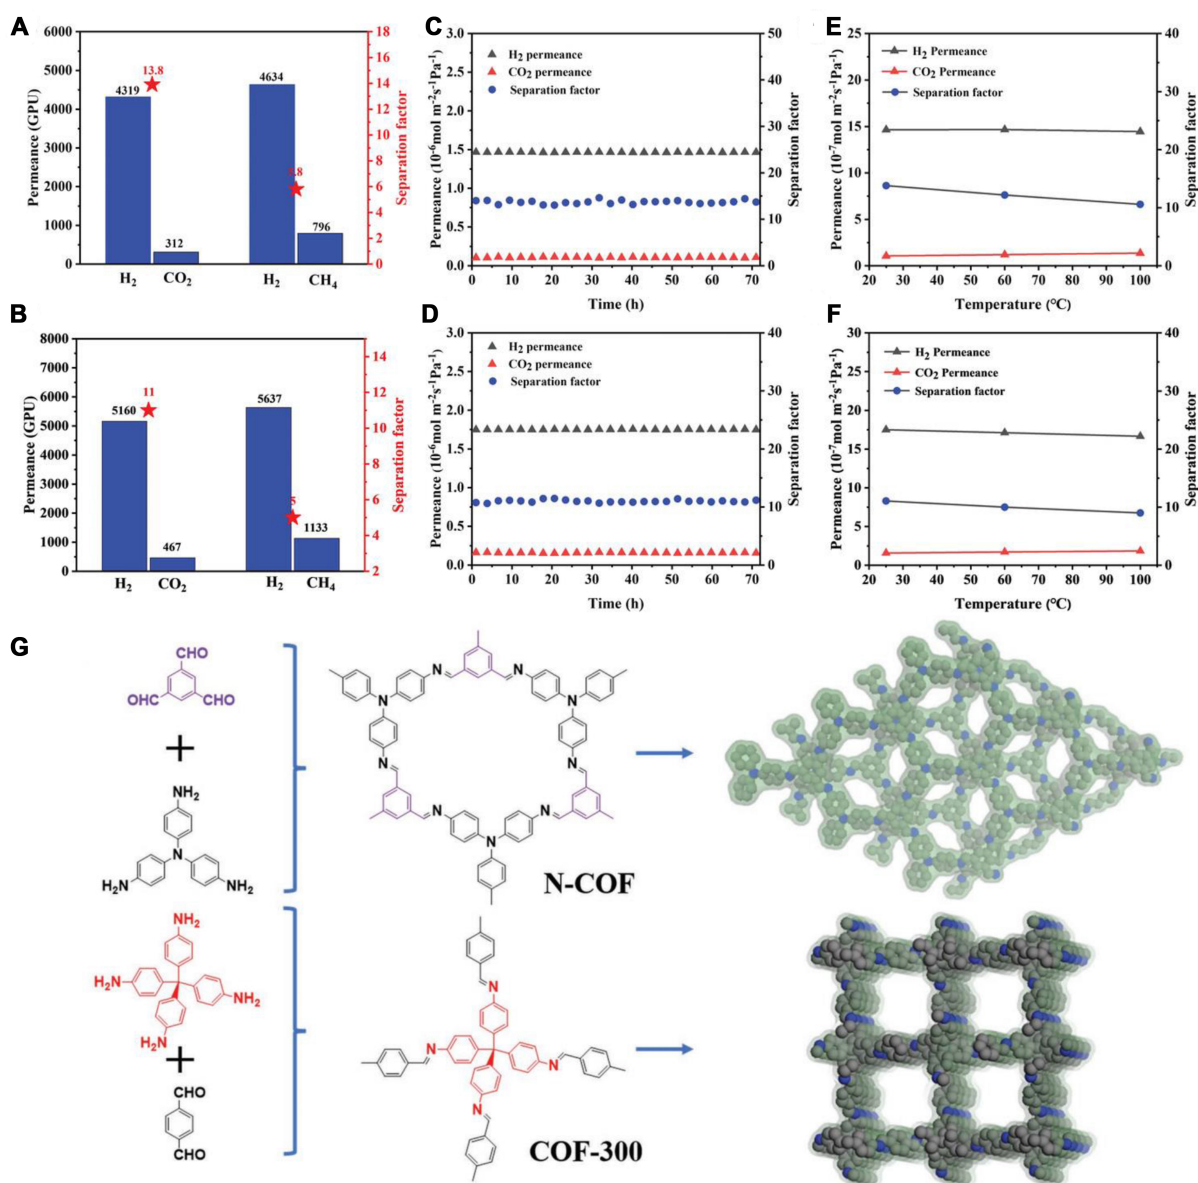 A
6000
5000
4000
3000
2000
1000
0
Permeance (GPU)
4319
13.8
312
4634
5.8
796
H2 CO2 H2 CH4
18
16
14
12
10
8
6
4
2
0
Separation factor
C
3.0
2.5
2.0
1.5
1.0
0.5
0.0
Permeance (10-6mol m-2s-1Pa-1)
H2 permeance
CO2 permeance
Separation factor
0 10 20 30 40 50 60 70
Time (h)
50
40
30
20
10
0
Separation factor
E
25
20
15
10
5
0
Permeance (10-7mol m-2s-1Pa-1)
H2 Permeance
CO2 Permeance
Separation factor
20 30 40 50 60 70 80 90 100
Temperature (℃)
40
30
20
10
0
Separation factor
B
8000
7000
6000
5000
4000
3000
2000
1000
0
Permeance (GPU)
5160
11
467
5637
5
1133
H2 CO2 H2 CH4
14
12
10
8
6
4
2
Separation factor
D
3.0
2.5
2.0
1.5
1.0
0.5
0.0
Permeance (10-6mol m-2s-1Pa-1)
H2 permeance
CO2 permeance
Separation factor
0 10 20 30 40 50 60 70
Time (h)
40
30
20
10
0
Separation factor
F
30
25
20
15
10
5
0
Permeance (10-7mol m-2s-1Pa-1)
H2 Permeance
CO2 Permeance
Separation factor
20 30 40 50 60 70 80 90 100
Temperature (℃)
40
30
20
10
0
Separation factor
G
CHO
OHC CHO
+
NH2
N
H2N NH2
N N
N N
N N
N N
N
N-COF
NH2
H2N NH2
H2N
+
CHO
CHO
N
N N
N
COF-300